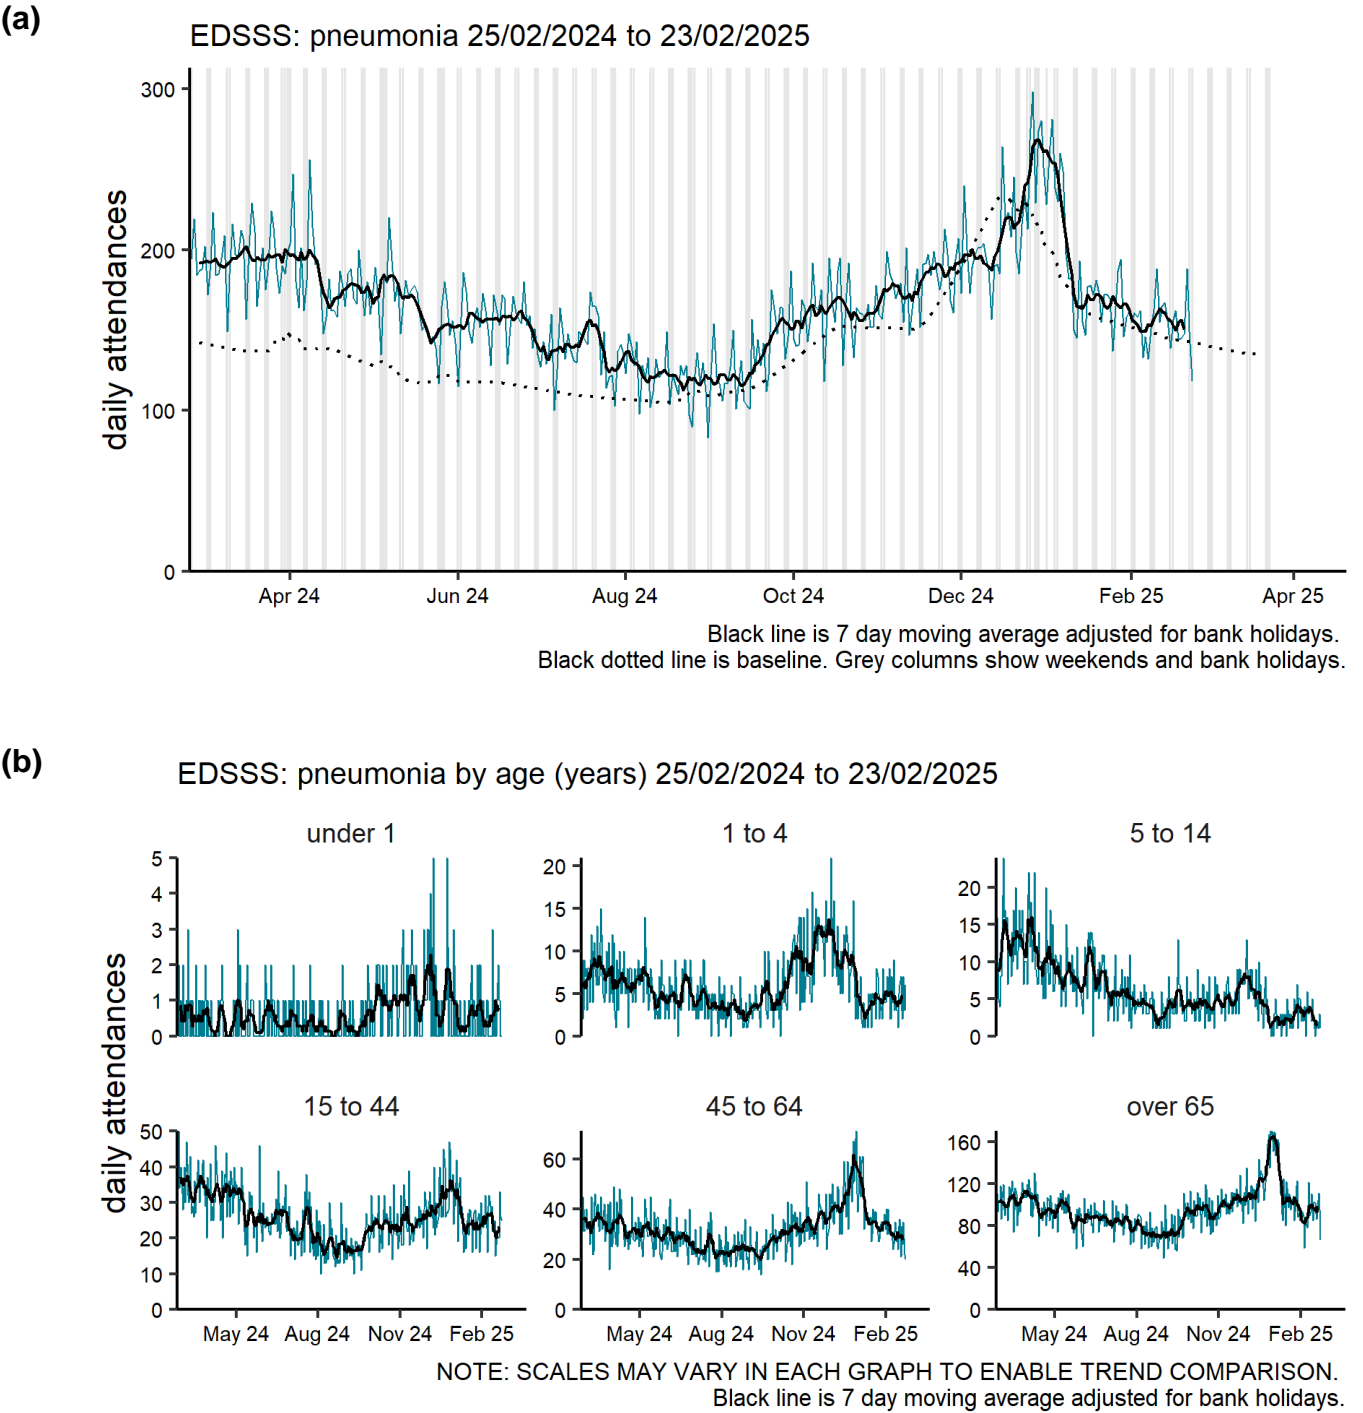 (a)
EDSSS: pneumonia 25/02/2024 to 23/02/2025
daily attendances
300
200
100
0
Apr 24 Jun 24 Aug 24 Oct 24 Dec 24 Feb 25 Apr 25
Black line is 7 day moving average adjusted for bank holidays.
Black dotted line is baseline. Grey columns show weekends and bank holidays.
(b)
EDSSS: pneumonia by age (years) 25/02/2024 to 23/02/2025
daily attendances
under 1
5
4
3
2
1
0
1 to 4
20
15
10
5
0
5 to 14
20
15
10
5
0
15 to 44
50
40
30
20
10
0
May 24 Aug 24 Nov 24 Feb 25
45 to 64
60
40
20
0
May 24 Aug 24 Nov 24 Feb 25
over 65
160
120
80
40
0
May 24 Aug 24 Nov 24 Feb 25
NOTE: SCALES MAY VARY IN EACH GRAPH TO ENABLE TREND COMPARISON.
Black line is 7 day moving average adjusted for bank holidays.